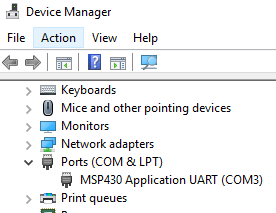 Device Manager
File Action View Help
Keyboards
Mice and other pointing devices
Monitors
Network adapters
Ports (COM & LPT)
MSP430 Application UART (COM3)
Print queues